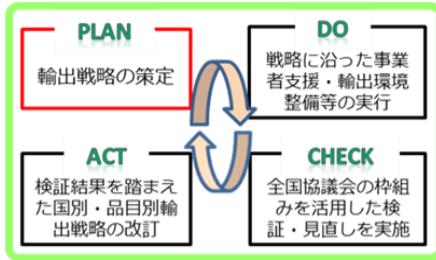 PLAN
輸出戦略の策定
DO
戦略に沿った事業
者支援・輸出環境
整備等の実行
ACT
検証結果を踏まえ
た国別・品目別輸
出戦略の改訂
CHECK
全国協議会の枠組
みを活用した検
証・見直しを実施